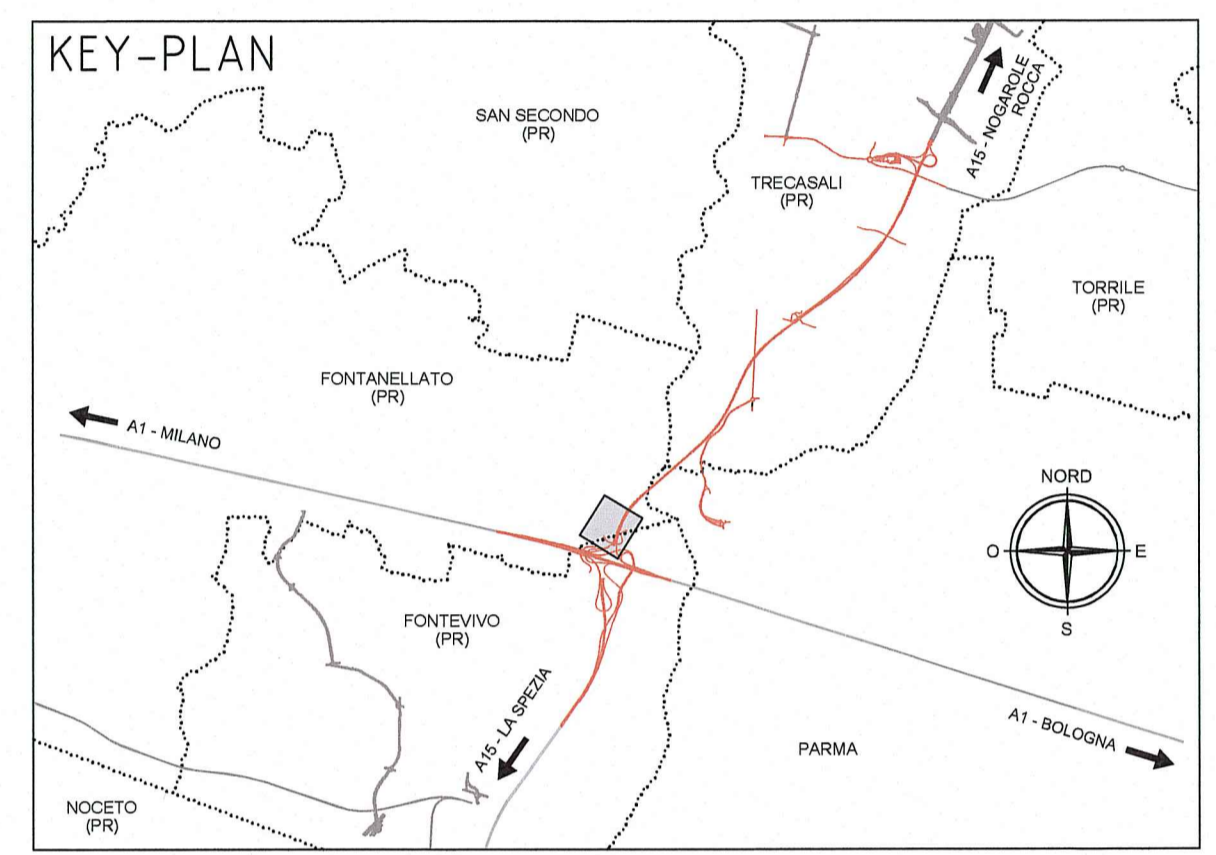 KEY-PLAN
SAN SECONDO
(PR)
A15 - NOGAROLE
ROCCA
TRECASALI
(PR)
TORRILE
(PR)
FONTANELLATO
(PR)
A1 - MILANO
NORD
O
E
S
FONTEVIVO
(PR)
A15 - LA SPEZIA
A1 - BOLOGNA
PARMA
NOCETO
(PR)